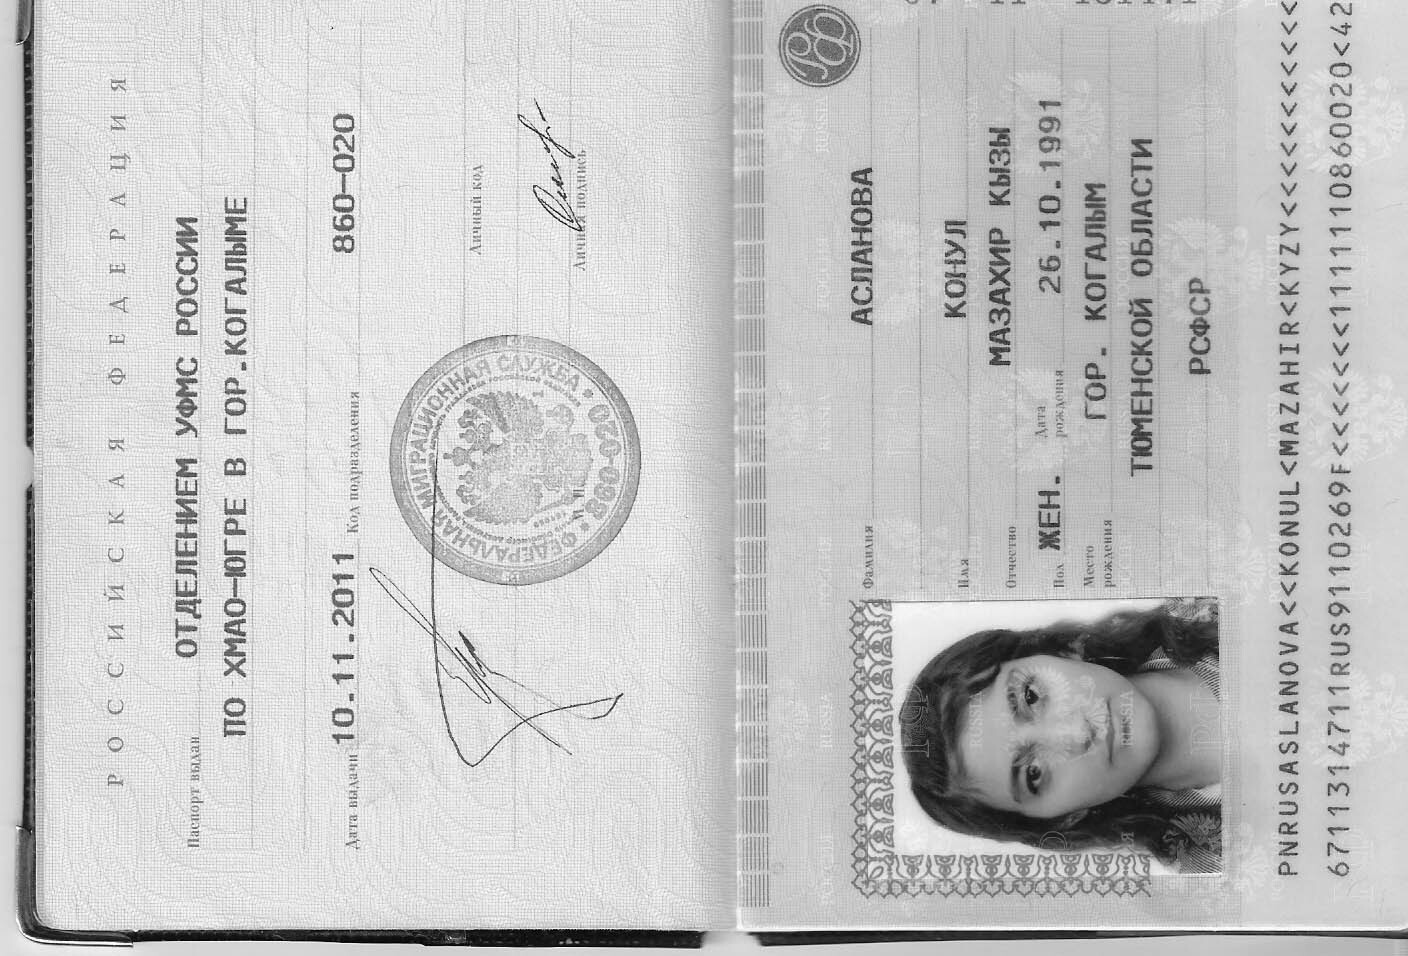 РОССИЙСКАЯ ФЕДЕРАЦИЯ
Паспорт выдан ОТДЕЛЕНИЕМ УФМС РОССИИ
ПО ХМАО-ЮГРЕ В ГОР.КОГАЛЫМЕ
Дата выдачи 10.11.2011 Код подразделения 860-020
Личный код
Личная подпись
ФЕДЕРАЛЬНАЯ МИГРАЦИОННАЯ СЛУЖБА
РФ
Фамилия АСЛАНОВА
Имя КОНУЛ
Отчество МАЗАХИР КЫЗЫ
Пол ЖЕН. Дата рождения 26.10.1991
Место рождения ГОР. КОГАЛЫМ
ТЮМЕНСКОЙ ОБЛАСТИ
РСФСР
PNRUSASLANOVA<<KONUL<MAZAHIR<KYZY<<<<<<<<<<
6711314711RUS9110269F<<<<<<<1111110860020<42